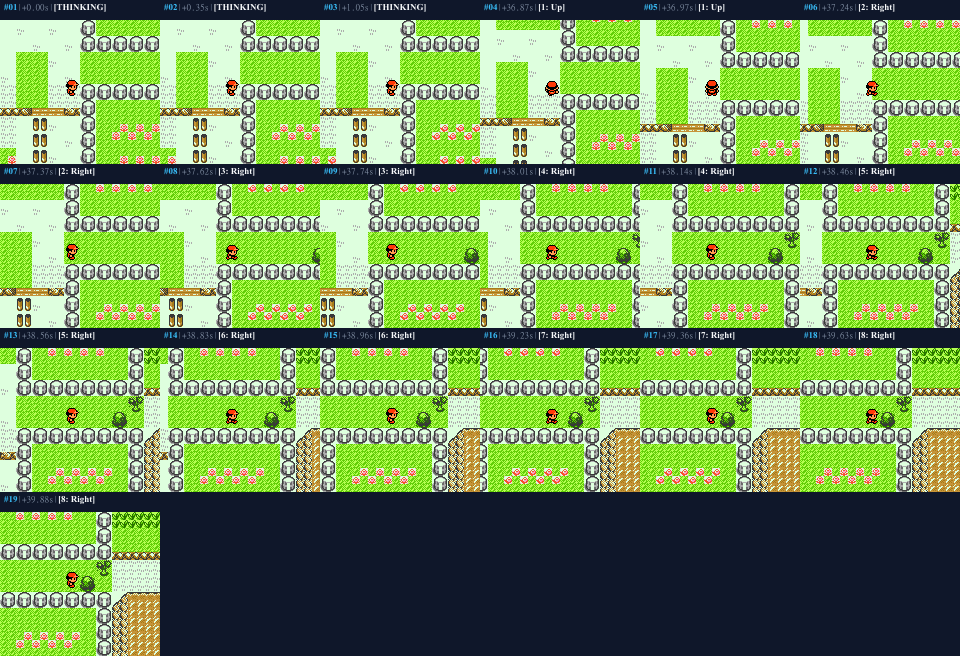 #01|+0.00s|[THINKING]
#02|+0.35s|[THINKING]
#03|+1.05s|[THINKING]
#04|+36.87s|[1: Up]
#05|+36.97s|[1: Up]
#06|+37.24s|[2: Right]
#07|+37.37s|[2: Right]
#08|+37.62s|[3: Right]
#09|+37.74s|[3: Right]
#10|+38.01s|[4: Right]
#11|+38.14s|[4: Right]
#12|+38.46s|[5: Right]
#13|+38.56s|[5: Right]
#14|+38.83s|[6: Right]
#15|+38.96s|[6: Right]
#16|+39.23s|[7: Right]
#17|+39.36s|[7: Right]
#18|+39.63s|[8: Right]
#19|+39.88s|[8: Right]